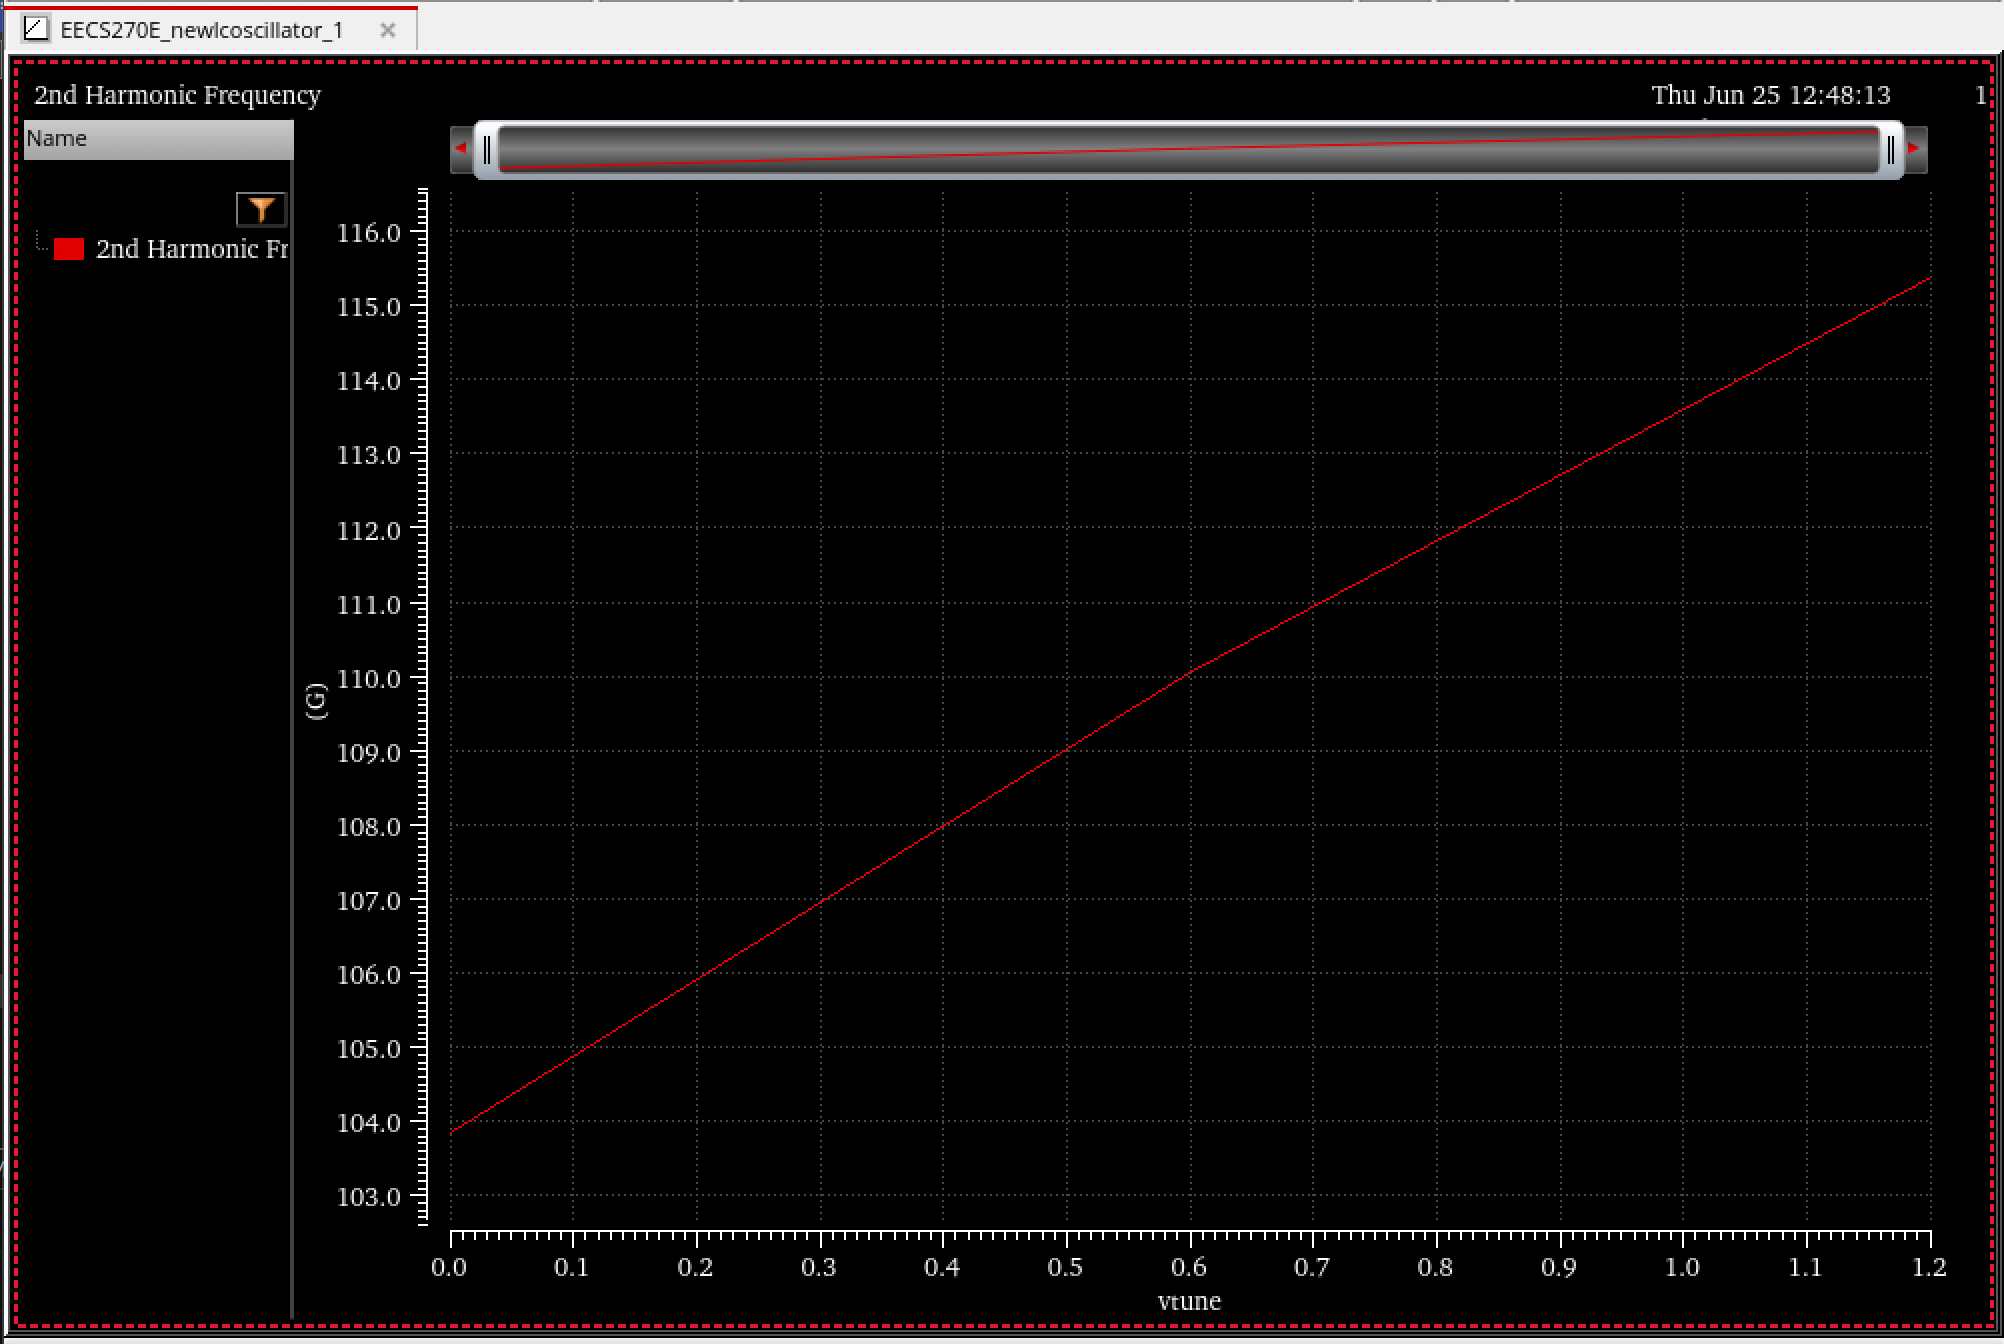 EECS270E_newlcoscillator_1
2nd Harmonic Frequency
Thu Jun 25 12:48:13
1
Name
2nd Harmonic Fr
116.0
115.0
114.0
113.0
112.0
111.0
110.0
109.0
108.0
107.0
106.0
105.0
104.0
103.0
(G)
0.0 0.1 0.2 0.3 0.4 0.5 0.6 0.7 0.8 0.9 1.0 1.1 1.2
vtune